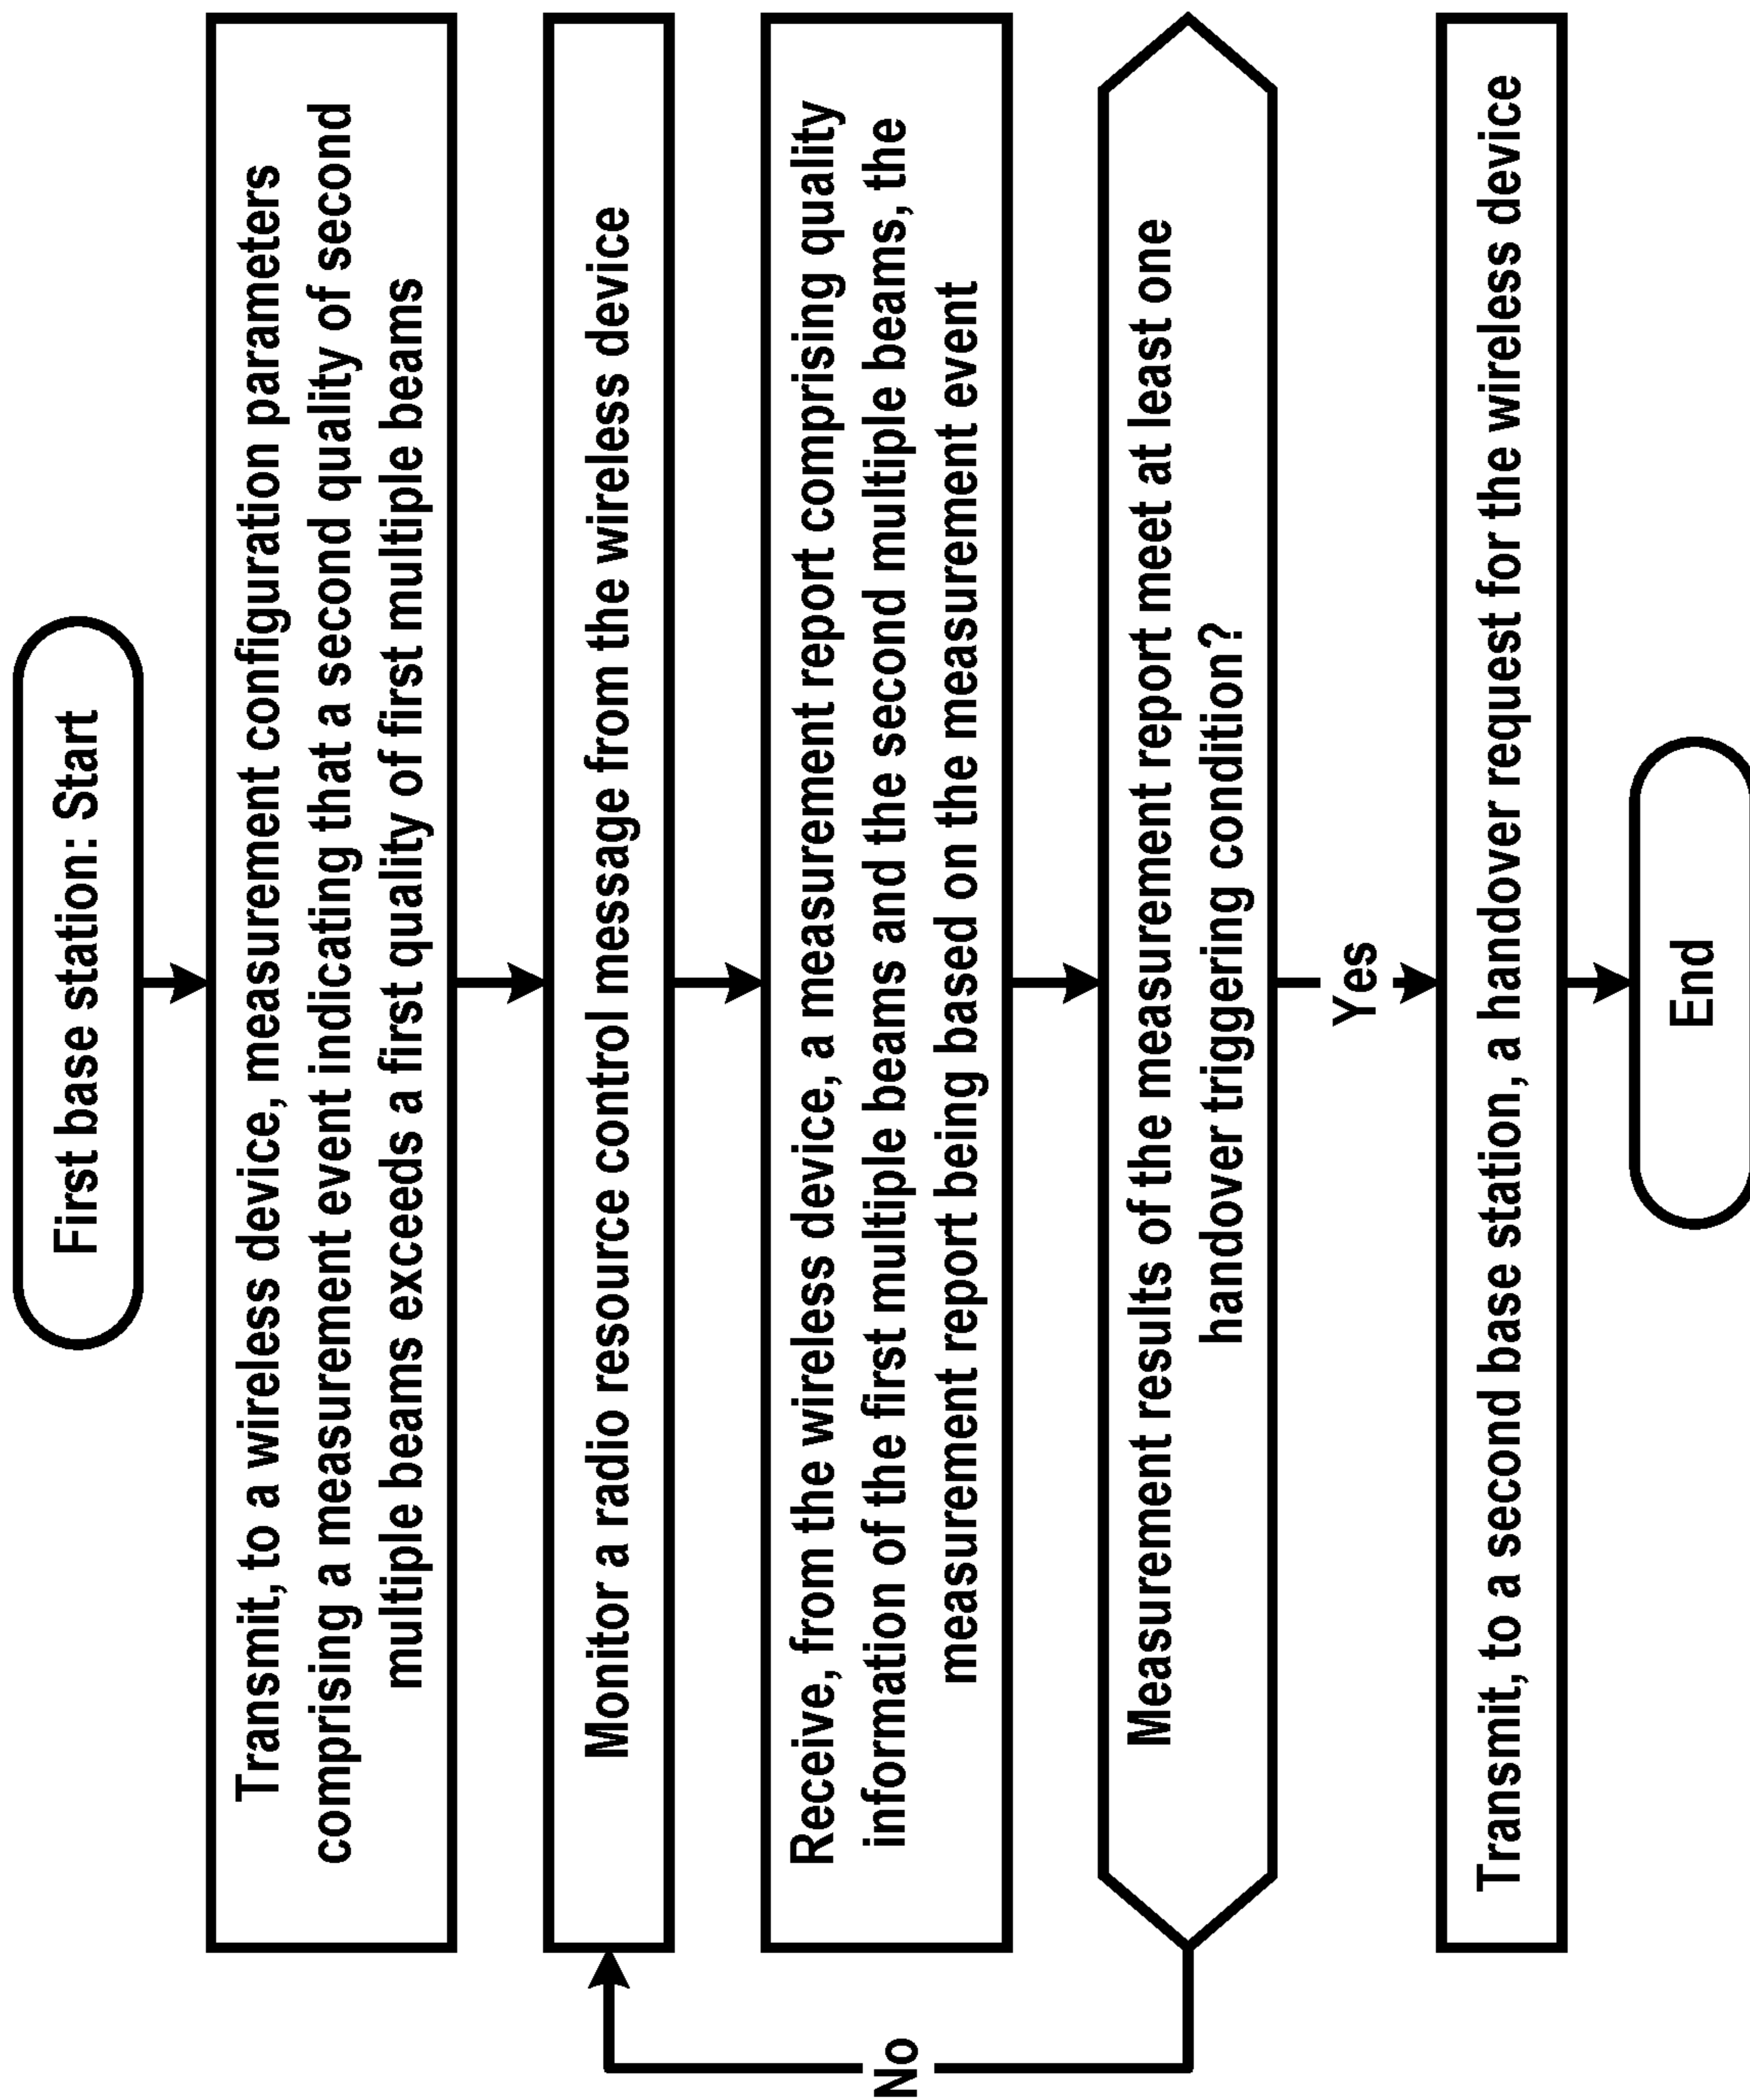 First base station: Start
Transmit, to a wireless device, measurement configuration parameters
comprising a measurement event indicating that a second quality of second
multiple beams exceeds a first quality of first multiple beams
Monitor a radio resource control message from the wireless device
Receive, from the wireless device, a measurement report comprising quality
information of the first multiple beams and the second multiple beams, the
measurement report being based on the measurement event
Measurement results of the measurement report meet at least one
handover triggering condition?
No
Yes
Transmit, to a second base station, a handover request for the wireless device
End